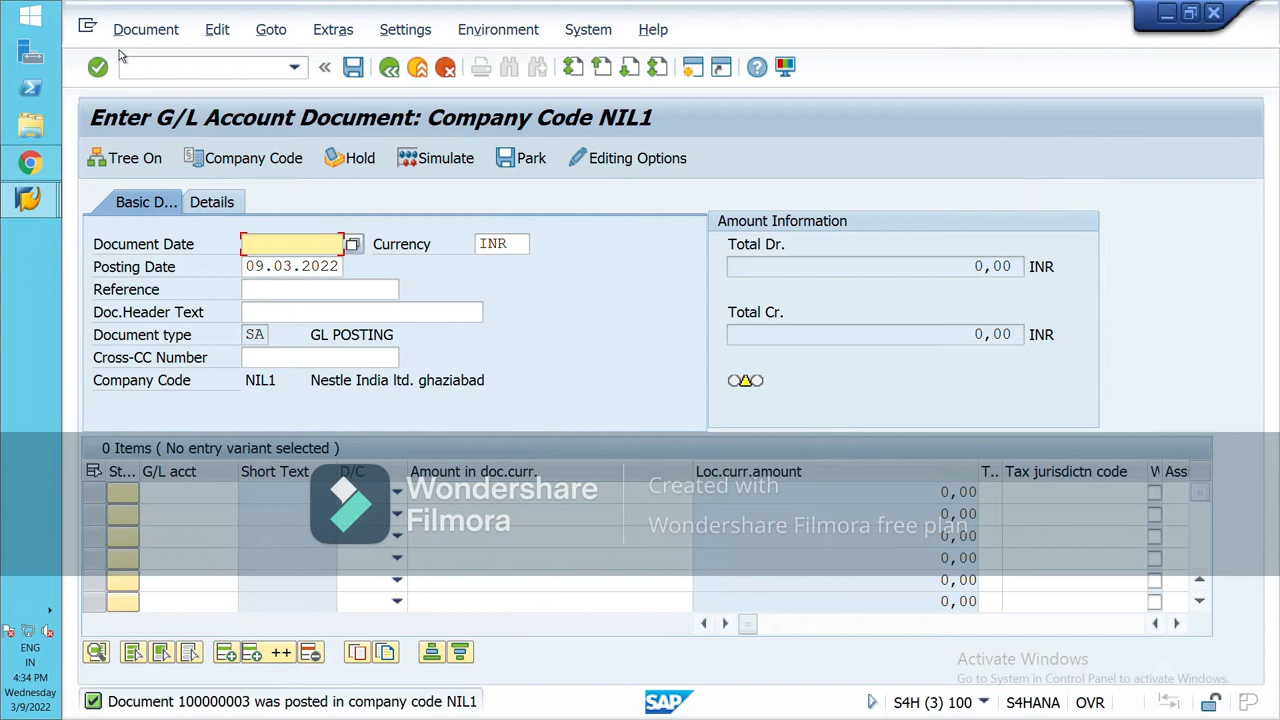 Document Edit Goto Extras Settings Environment System Help
Enter G/L Account Document: Company Code NIL1
Tree On Company Code Hold Simulate Park Editing Options
Basic D... Details
Document Date Currency INR
Posting Date 09.03.2022
Reference
Doc.Header Text
Document type SA GL POSTING
Cross-CC Number
Company Code NIL1 Nestle India ltd. ghaziabad
Amount Information
Total Dr.
0,00 INR
Total Cr.
0,00 INR
0 Items ( No entry variant selected )
St... G/L acct Short Text D/C Amount in doc.curr. Loc.curr.amount T.. Tax jurisdictn code W Ass
0,00
0,00
0,00
0,00
0,00
0,00
Wondershare
Filmora
Created with
Wondershare Filmora free plan
ENG
IN
4:34 PM
Wednesday
3/9/2022
Activate Windows
Go to System in Control Panel to activate Windows.
Document 100000003 was posted in company code NIL1
SAP
S4H (3) 100 S4HANA OVR